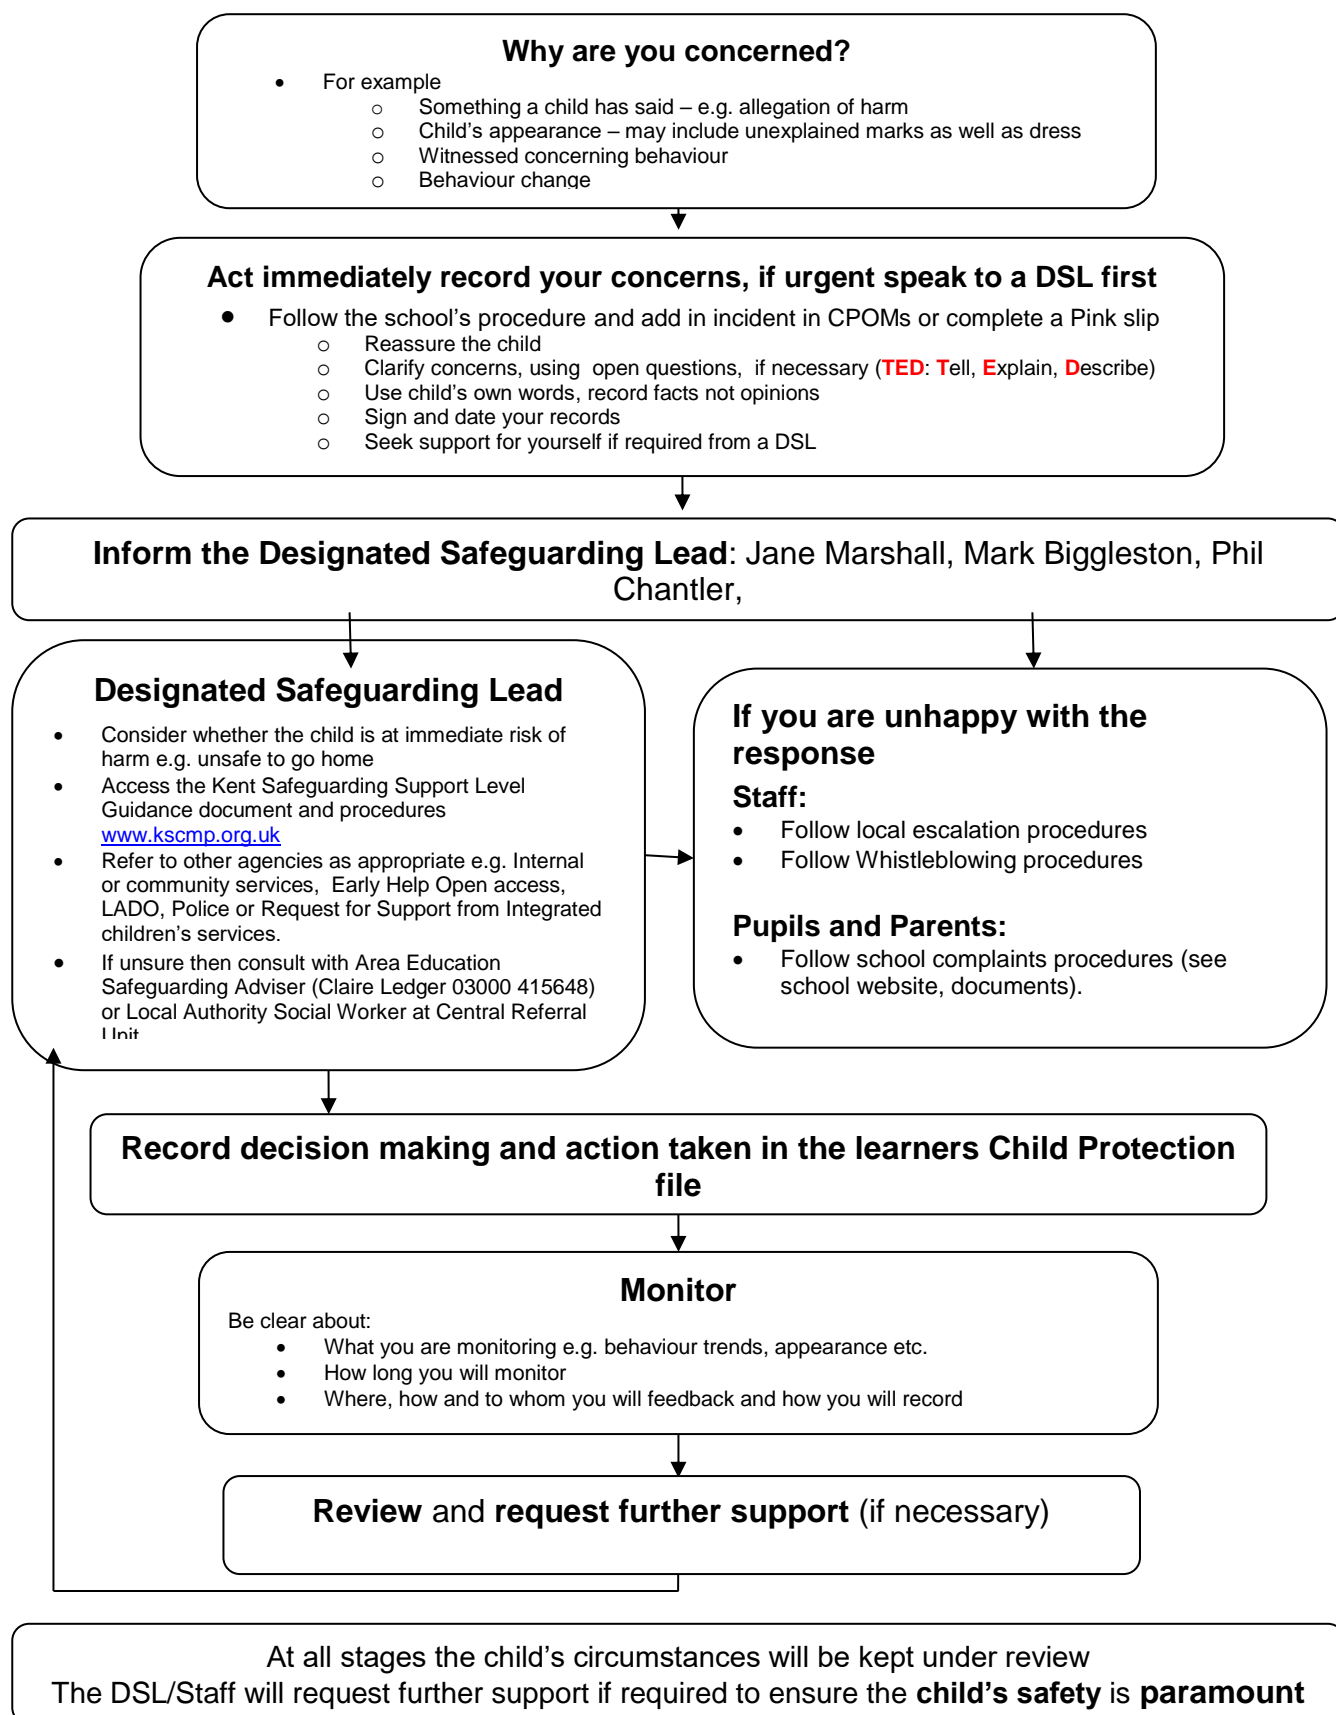 Why are you concerned?
• For example
o Something a child has said – e.g. allegation of harm
o Child's appearance – may include unexplained marks as well as dress
o Witnessed concerning behaviour
o Behaviour change
Act immediately record your concerns, if urgent speak to a DSL first
• Follow the school's procedure and add in incident in CPOMs or complete a Pink slip
o Reassure the child
o Clarify concerns, using open questions, if necessary (TED: Tell, Explain, Describe)
o Use child's own words, record facts not opinions
o Sign and date your records
o Seek support for yourself if required from a DSL
Inform the Designated Safeguarding Lead: Jane Marshall, Mark Biggleston, Phil
Chantler,
Designated Safeguarding Lead
• Consider whether the child is at immediate risk of
harm e.g. unsafe to go home
• Access the Kent Safeguarding Support Level
Guidance document and procedures
www.kscmp.org.uk
• Refer to other agencies as appropriate e.g. Internal
or community services, Early Help Open access,
LADO, Police or Request for Support from Integrated
children's services.
• If unsure then consult with Area Education
Safeguarding Adviser (Claire Ledger 03000 415648)
or Local Authority Social Worker at Central Referral
Unit
If you are unhappy with the
response
Staff:
• Follow local escalation procedures
• Follow Whistleblowing procedures
Pupils and Parents:
• Follow school complaints procedures (see
school website, documents).
Record decision making and action taken in the learners Child Protection
file
Monitor
Be clear about:
• What you are monitoring e.g. behaviour trends, appearance etc.
• How long you will monitor
• Where, how and to whom you will feedback and how you will record
Review and request further support (if necessary)
At all stages the child's circumstances will be kept under review
The DSL/Staff will request further support if required to ensure the child's safety is paramount